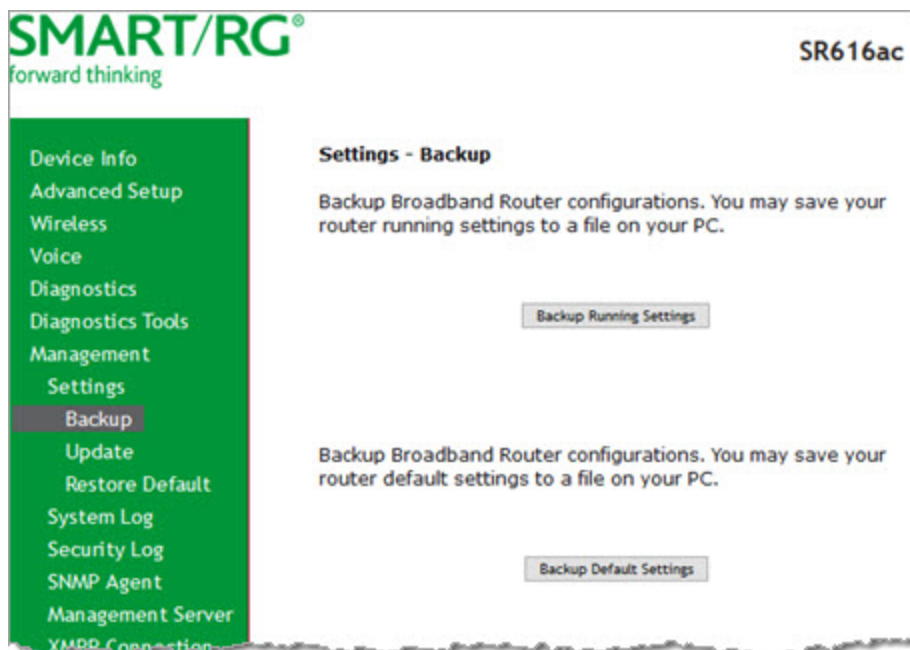 SMART/RG®
forward thinking
SR616ac
Device Info
Advanced Setup
Wireless
Voice
Diagnostics
Diagnostics Tools
Management
Settings
Backup
Update
Restore Default
System Log
Security Log
SNMP Agent
Management Server
XMPP Connection
Settings - Backup
Backup Broadband Router configurations. You may save your
router running settings to a file on your PC.
Backup Running Settings
Backup Broadband Router configurations. You may save your
router default settings to a file on your PC.
Backup Default Settings